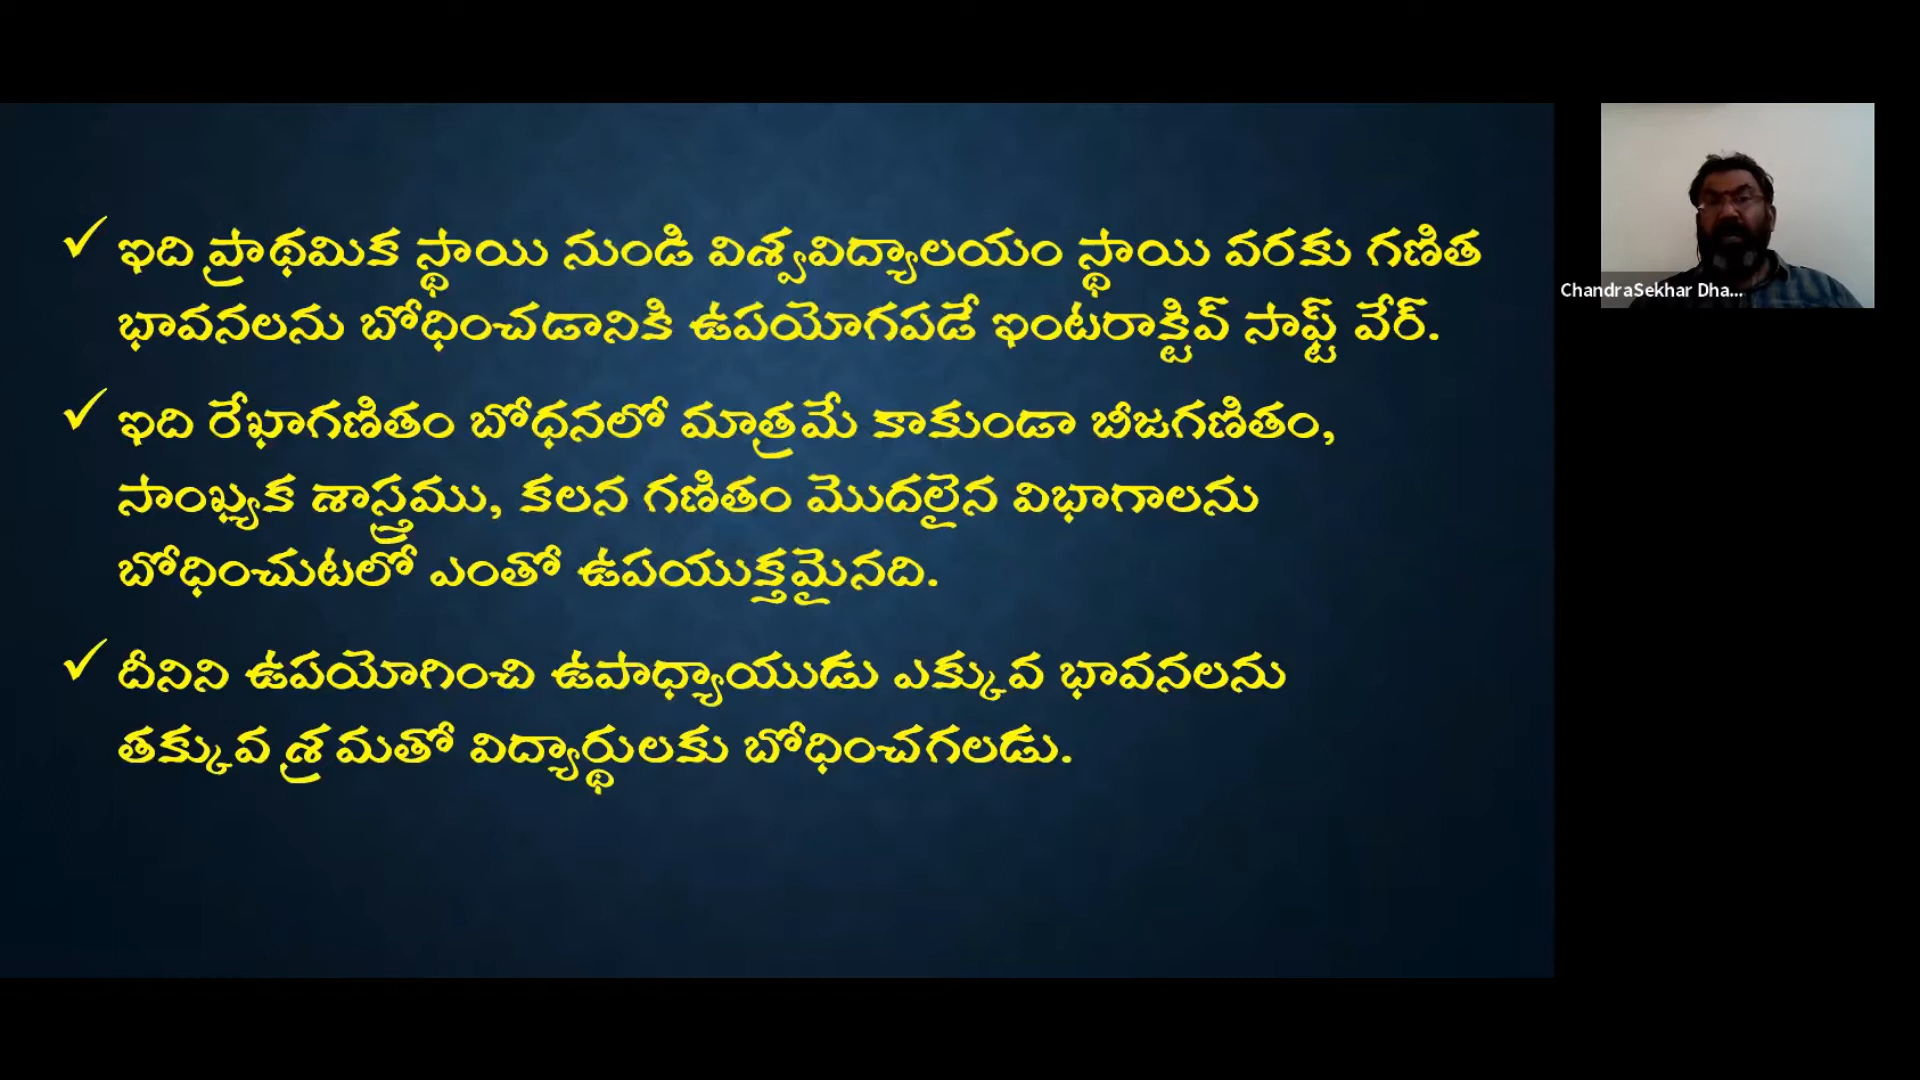 ✓ ఇది ప్రాథమిక స్థాయి నుండి విశ్వవిద్యాలయం స్థాయి వరకు గణిత
భావనలను బోధించడానికి ఉపయోగపడే ఇంటరాక్టివ్ సాఫ్ట్ వేర్.
✓ ఇది రేఖాగణితం బోధనలో మాత్రమే కాకుండా బీజగణితం,
సాంఖ్యక శాస్త్రము, కలన గణితం మొదలైన విభాగాలను
బోధించుటలో ఎంతో ఉపయుక్తమైనది.
✓ దీనిని ఉపయోగించి ఉపాధ్యాయుడు ఎక్కువ భావనలను
తక్కువ శ్రమతో విద్యార్థులకు బోధించగలడు.
ChandraSekhar Dha...